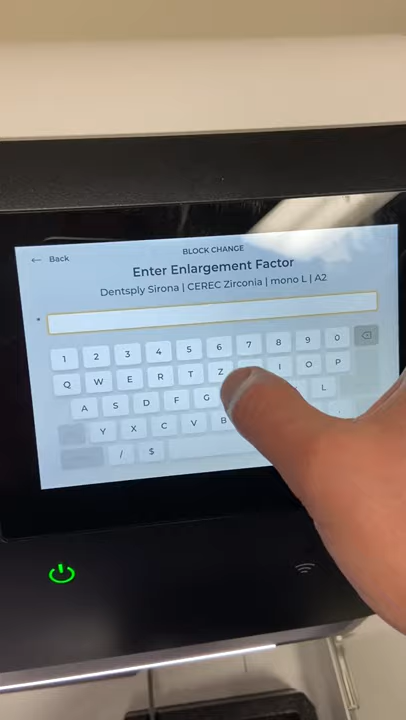 ← Back
BLOCK CHANGE
Enter Enlargement Factor
Dentsply Sirona | CEREC Zirconia | mono L | A2
*
1 2 3 4 5 6 7 8 9 0
Q W E R T Z I O P
A S D F G L
Y X C V B
/ $